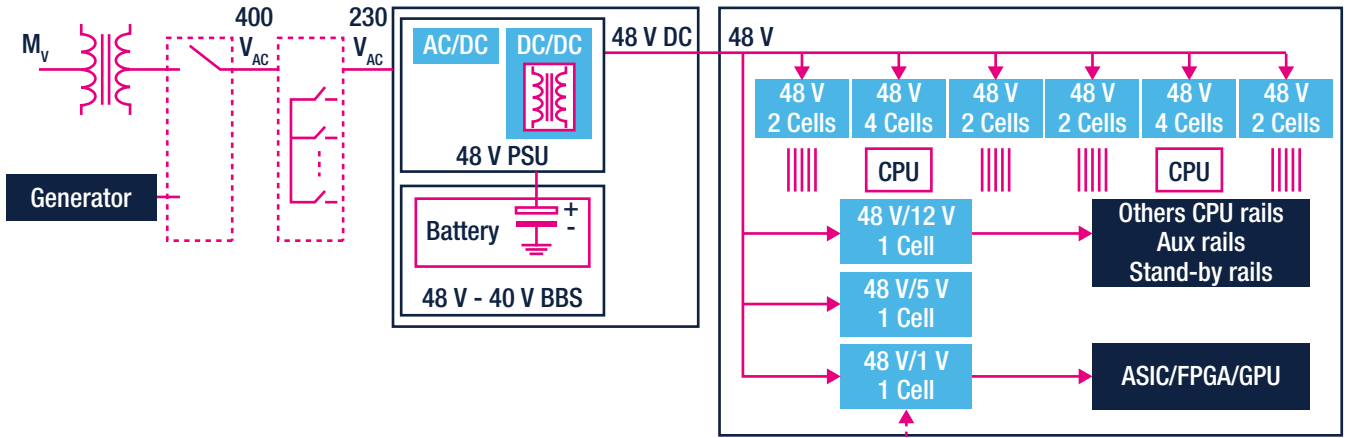 M_V
400
V_AC
230
V_AC
Generator
AC/DC
DC/DC
48 V PSU
Battery
+
-
48 V - 40 V BBS
48 V DC
48 V
48 V
2 Cells
48 V
4 Cells
48 V
2 Cells
48 V
2 Cells
48 V
4 Cells
48 V
2 Cells
CPU
CPU
48 V/12 V
1 Cell
Others CPU rails
Aux rails
Stand-by rails
48 V/5 V
1 Cell
48 V/1 V
1 Cell
ASIC/FPGA/GPU